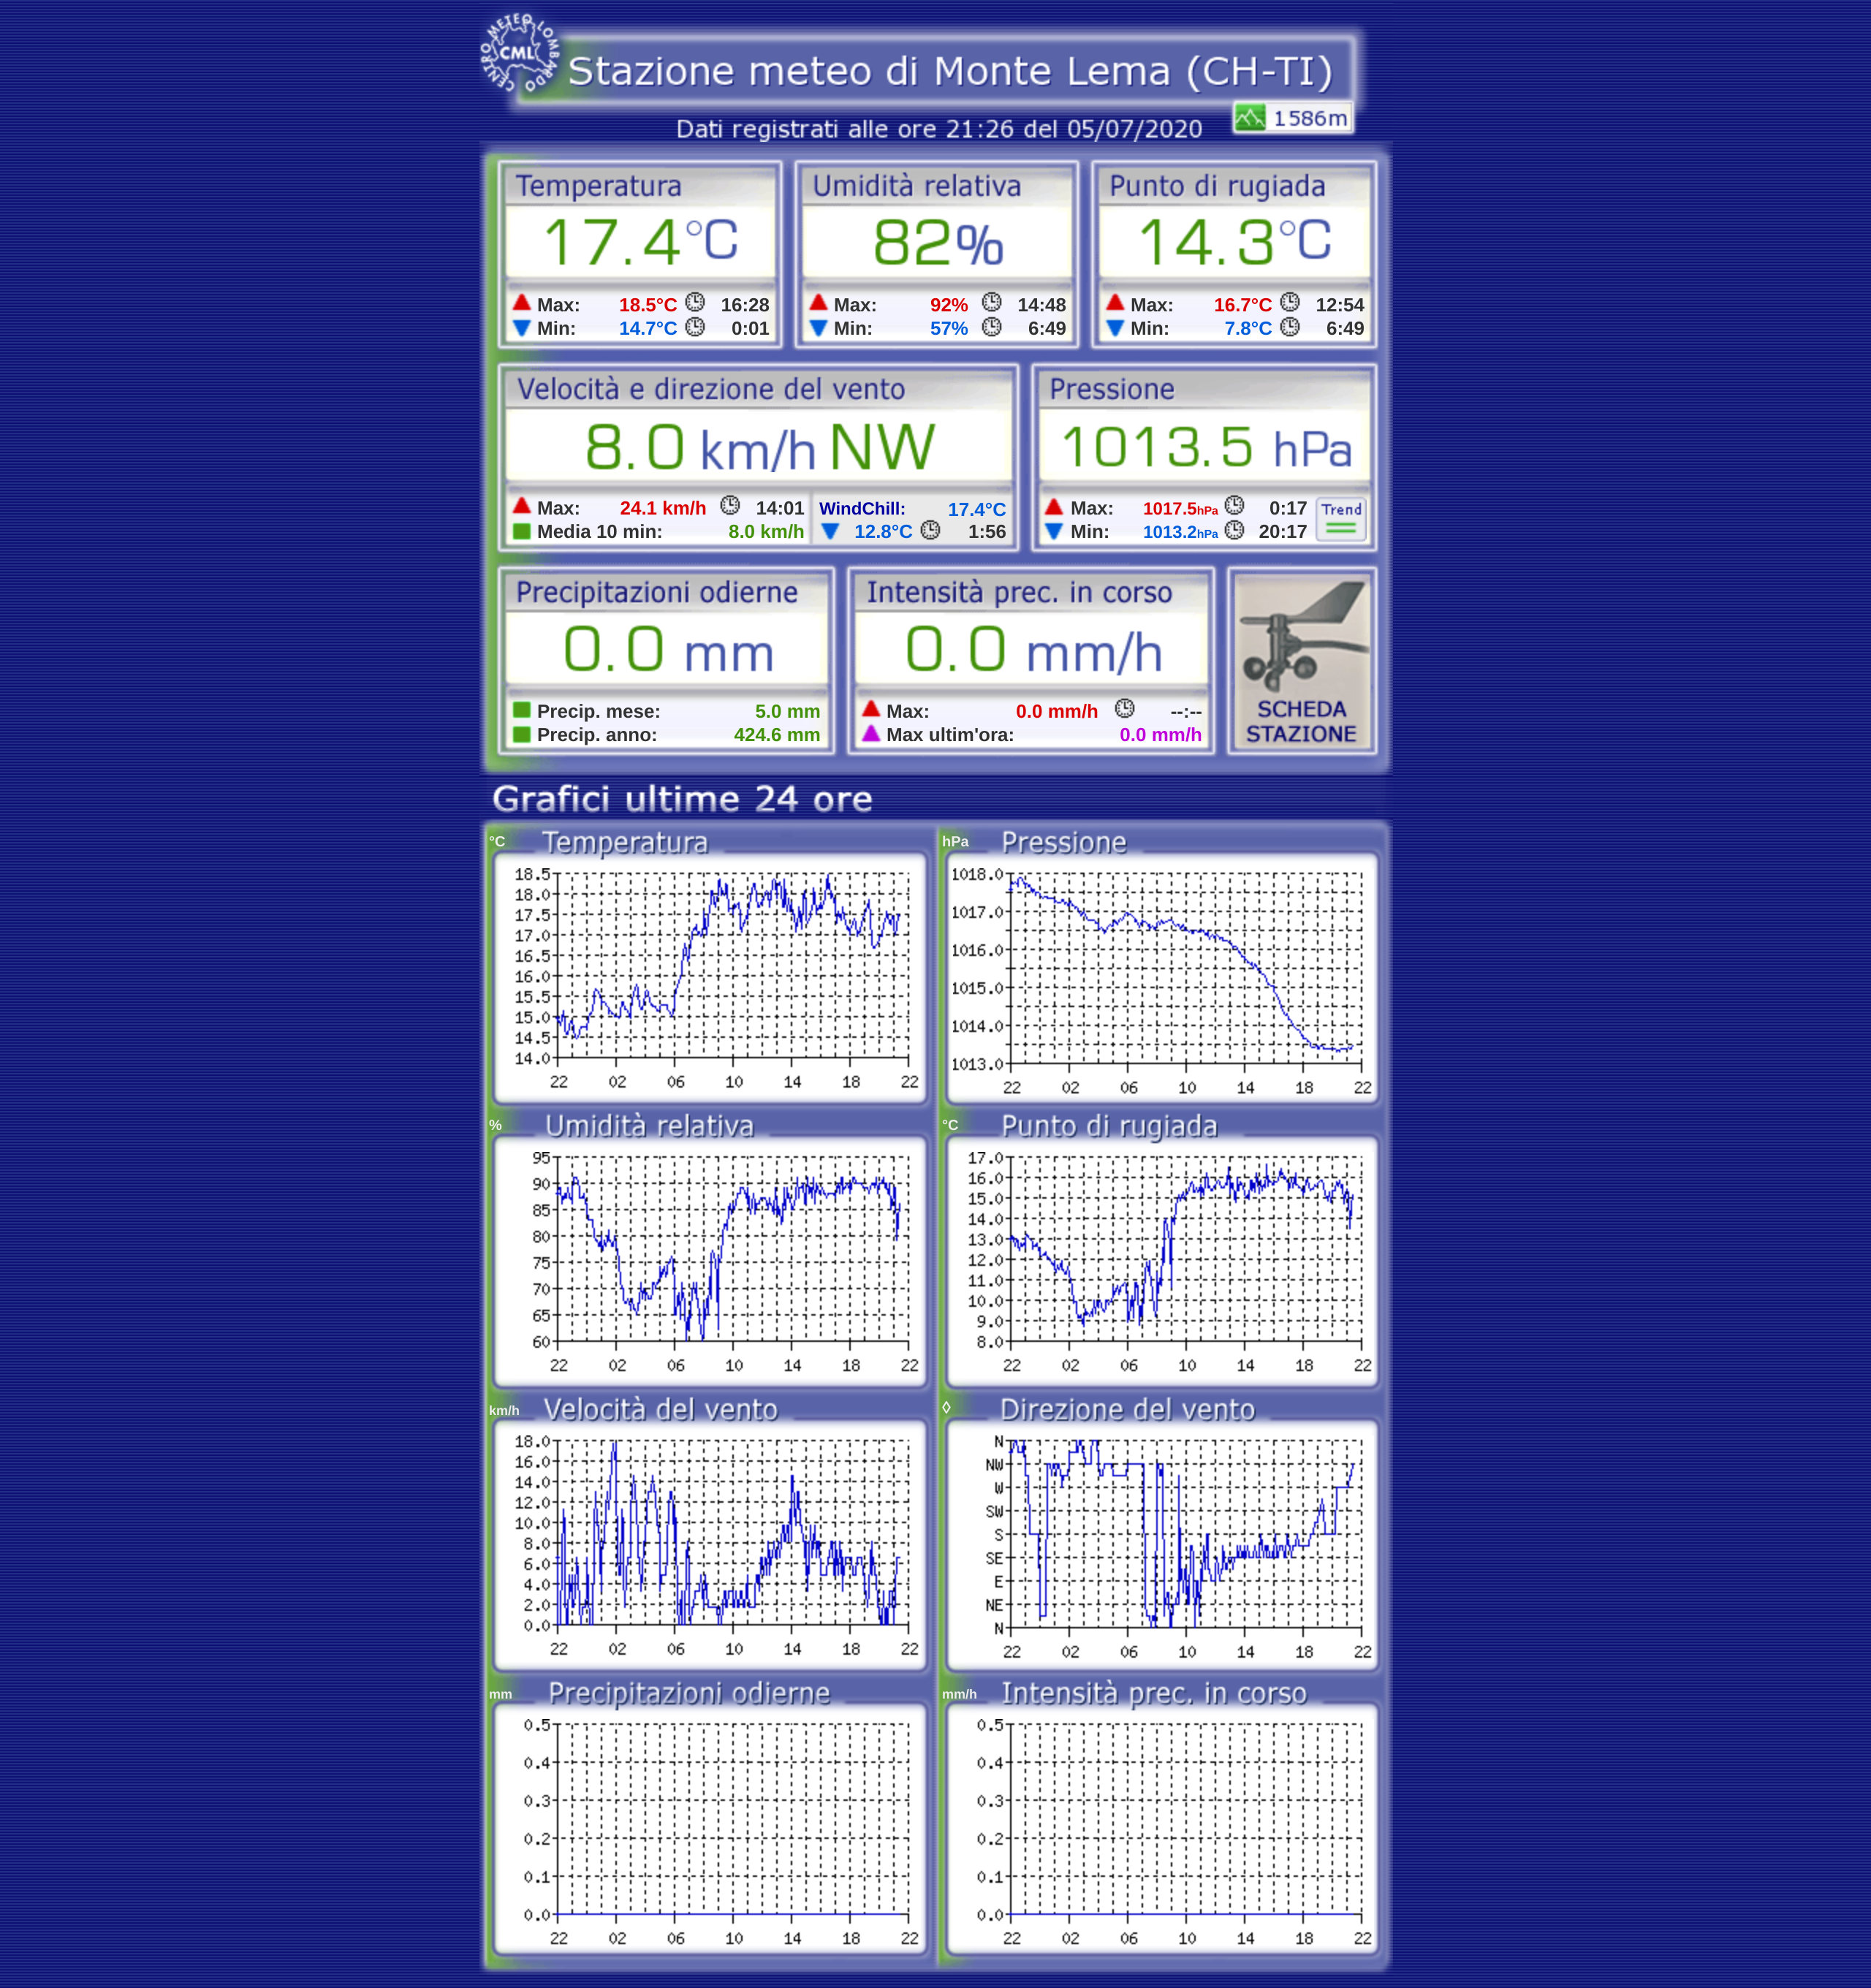 CENTRO METEO LOMBARDO
CML
Stazione meteo di Monte Lema (CH-TI)
1586m
Dati registrati alle ore 21:26 del 05/07/2020
Temperatura Umidità relativa Punto di rugiada
17.4°C 82% 14.3°C
Max: 18.5°C 16:28 Max: 92% 14:48 Max: 16.7°C 12:54
Min: 14.7°C 0:01 Min: 57% 6:49 Min: 7.8°C 6:49
Velocità e direzione del vento Pressione
8.0 km/h NW 1013.5 hPa
Max: 24.1 km/h 14:01 WindChill: 17.4°C Max: 1017.5hPa 0:17 Trend
Media 10 min: 8.0 km/h 12.8°C 1:56 Min: 1013.2hPa 20:17
Precipitazioni odierne Intensità prec. in corso
0.0 mm 0.0 mm/h
Precip. mese: 5.0 mm Max: 0.0 mm/h --:-- SCHEDA
Precip. anno: 424.6 mm Max ultim'ora: 0.0 mm/h STAZIONE
Grafici ultime 24 ore
°C Temperatura
18.5
18.0
17.5
17.0
16.5
16.0
15.5
15.0
14.5
14.0
22 02 06 10 14 18 22
hPa Pressione
1018.0
1017.0
1016.0
1015.0
1014.0
1013.0
22 02 06 10 14 18 22
% Umidità relativa
95
90
85
80
75
70
65
60
22 02 06 10 14 18 22
°C Punto di rugiada
17.0
16.0
15.0
14.0
13.0
12.0
11.0
10.0
9.0
8.0
22 02 06 10 14 18 22
km/h Velocità del vento
18.0
16.0
14.0
12.0
10.0
8.0
6.0
4.0
2.0
0.0
22 02 06 10 14 18 22
◊ Direzione del vento
N
NW
W
SW
S
SE
E
NE
N
22 02 06 10 14 18 22
mm Precipitazioni odierne
0.5
0.4
0.3
0.2
0.1
0.0
22 02 06 10 14 18 22
mm/h Intensità prec. in corso
0.5
0.4
0.3
0.2
0.1
0.0
22 02 06 10 14 18 22